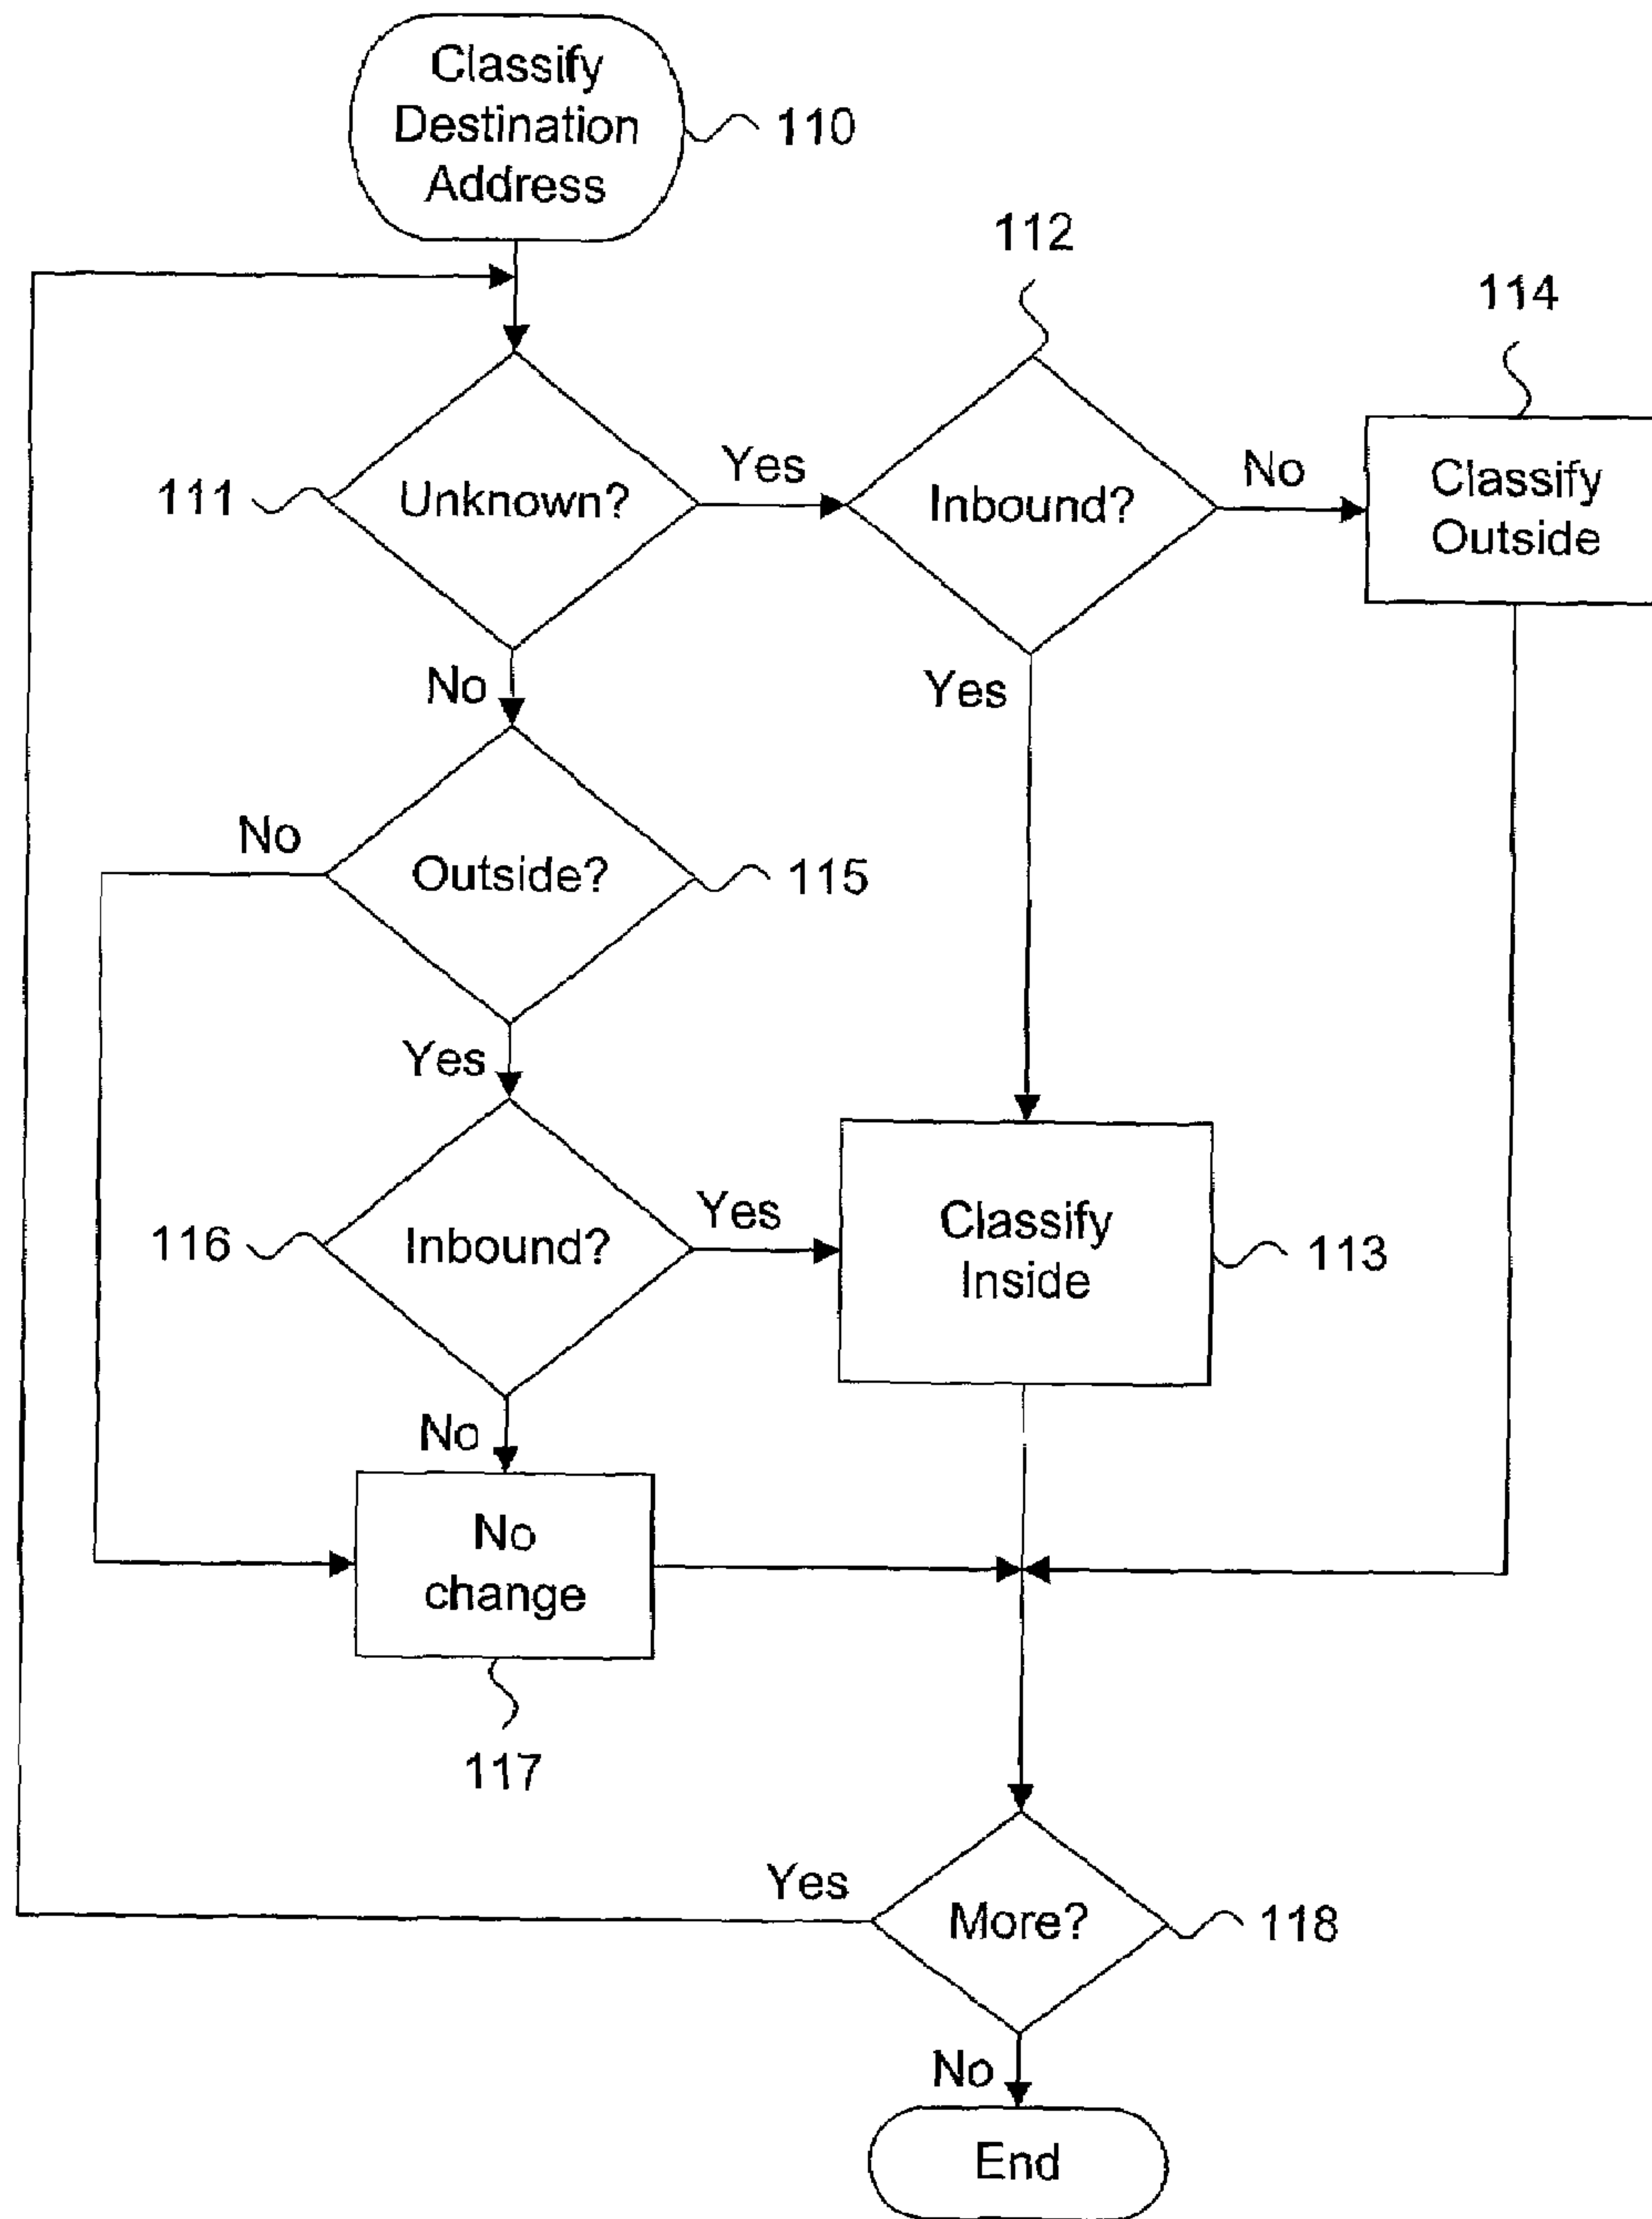 Classify
Destination
Address
110
112
114
111
Unknown?
Yes
Inbound?
No
Classify
Outside
No
Yes
No
Outside?
115
Yes
116
Inbound?
Yes
Classify
Inside
113
No
No
change
117
Yes
More?
118
No
End